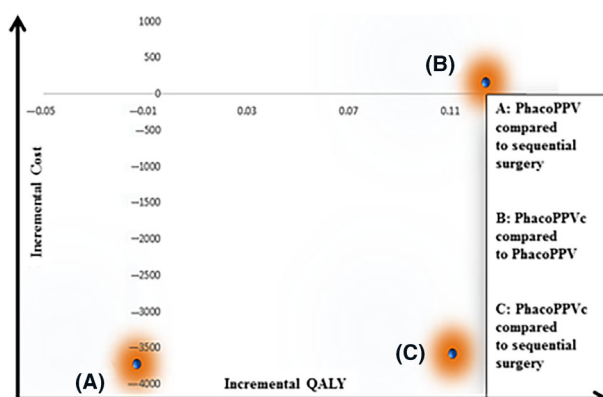 1000
500
(B)
0
−0.05
−0.01
0.03
0.07
0.11
−500
−1000
−1500
−2000
−2500
−3000
−3500
−4000
Incremental Cost
Incremental QALY
(A)
(C)
A: PhacoPPV
compared
to sequential
surgery
B: PhacoPPVc
compared
to PhacoPPV
C: PhacoPPVc
compared
to sequential
surgery